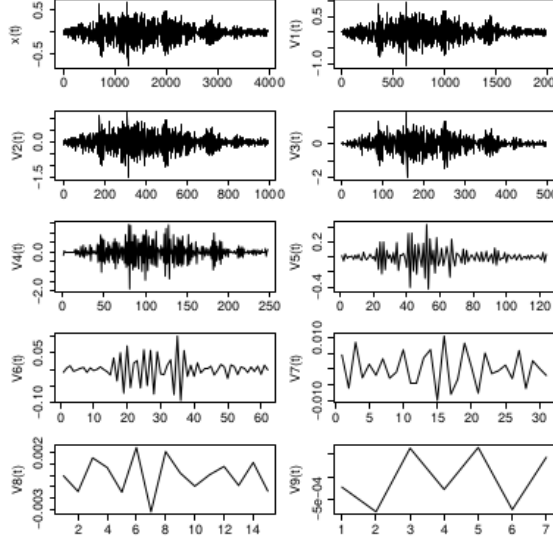 x(t)
0.5
-0.5
0 1000 2000 3000 4000
V1(t)
0.5
-1.0
0 500 1000 1500 2000
V2(t)
0.0
-1.5
0 200 400 600 800 1000
V3(t)
0
-2
0 100 200 300 400 500
V4(t)
0.0
-2.0
0 50 100 150 200 250
V5(t)
0.2
-0.4
0 20 40 60 80 100 120
V6(t)
0.05
-0.10
0 10 20 30 40 50 60
V7(t)
0.010
-0.010
0 5 10 15 20 25 30
V8(t)
0.002
-0.003
2 4 6 8 10 12 14
V9(t)
-5e-04
1 2 3 4 5 6 7